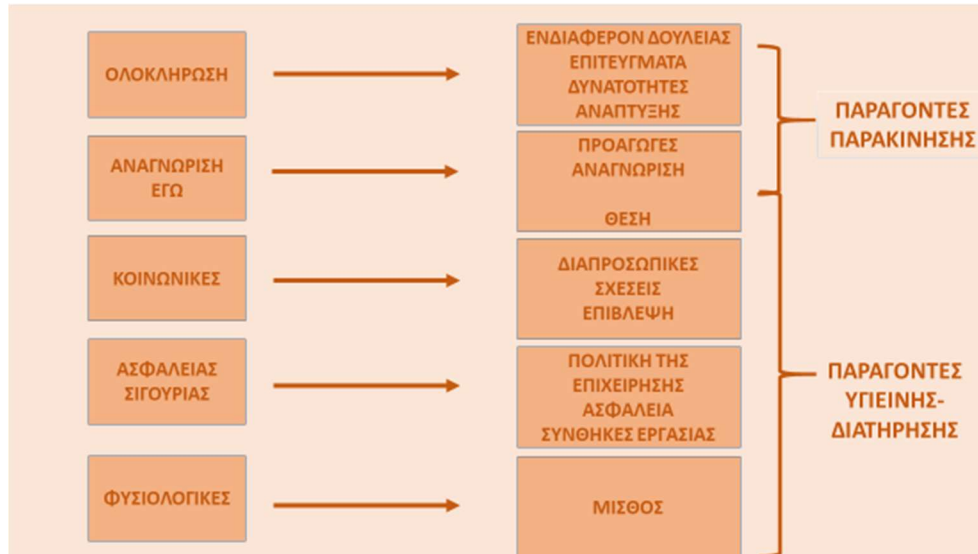 ΟΛΟΚΛΗΡΩΣΗ
ΕΝΔΙΑΦΕΡΟΝ ΔΟΥΛΕΙΑΣ
ΕΠΙΤΕΥΓΜΑΤΑ
ΔΥΝΑΤΟΤΗΤΕΣ
ΑΝΑΠΤΥΞΗΣ
ΠΑΡΑΓΟΝΤΕΣ
ΠΑΡΑΚΙΝΗΣΗΣ
ΑΝΑΓΝΩΡΙΣΗ
ΕΓΩ
ΠΡΟΑΓΩΓΕΣ
ΑΝΑΓΝΩΡΙΣΗ
ΘΕΣΗ
ΚΟΙΝΩΝΙΚΕΣ
ΔΙΑΠΡΟΣΩΠΙΚΕΣ
ΣΧΕΣΕΙΣ
ΕΠΙΒΛΕΨΗ
ΑΣΦΑΛΕΙΑΣ
ΣΙΓΟΥΡΙΑΣ
ΠΟΛΙΤΙΚΗ ΤΗΣ
ΕΠΙΧΕΙΡΗΣΗΣ
ΑΣΦΑΛΕΙΑ
ΣΥΝΘΗΚΕΣ ΕΡΓΑΣΙΑΣ
ΠΑΡΑΓΟΝΤΕΣ
ΥΓΙΕΙΝΗΣ-
ΔΙΑΤΗΡΗΣΗΣ
ΦΥΣΙΟΛΟΓΙΚΕΣ
ΜΙΣΘΟΣ